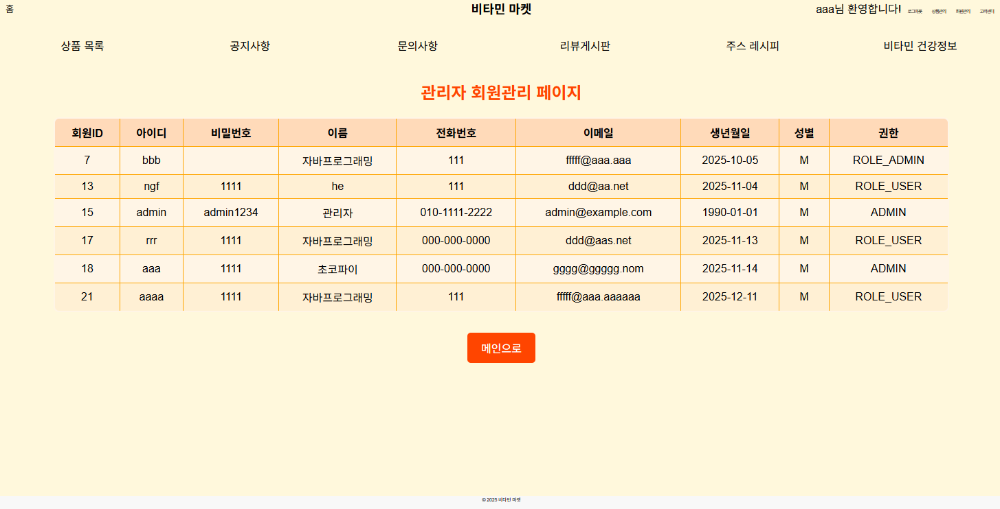 홈 비타민 마켓 aaa님 환영합니다! 로그아웃 상품관리 회원관리 고객센터
상품 목록 공지사항 문의사항 리뷰게시판 주스 레시피 비타민 건강정보
관리자 회원관리 페이지
회원ID 아이디 비밀번호 이름 전화번호 이메일 생년월일 성별 권한
7 bbb 자바프로그래밍 111 fffff@aaa.aaa 2025-10-05 M ROLE_ADMIN
13 ngf 1111 he 111 ddd@aa.net 2025-11-04 M ROLE_USER
15 admin admin1234 관리자 010-1111-2222 admin@example.com 1990-01-01 M ADMIN
17 rrr 1111 자바프로그래밍 000-000-0000 ddd@aas.net 2025-11-13 M ROLE_USER
18 aaa 1111 초코파이 000-000-0000 gggg@ggggg.nom 2025-11-14 M ADMIN
21 aaaa 1111 자바프로그래밍 111 fffff@aaa.aaaaaa 2025-12-11 M ROLE_USER
메인으로
© 2025 비타민 마켓